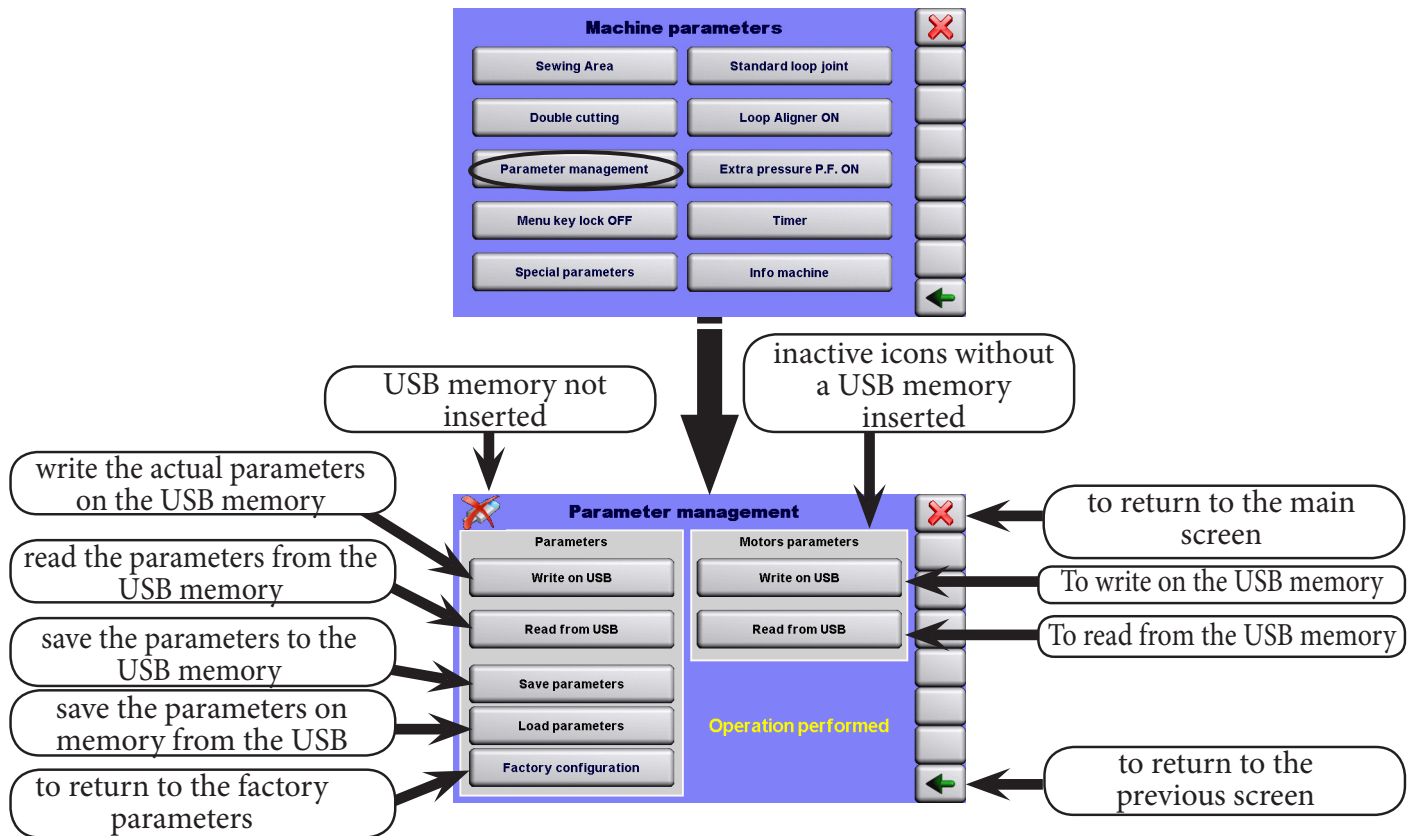 Machine parameters
Sewing Area
Standard loop joint
Double cutting
Loop Aligner ON
Parameter management
Extra pressure P.F. ON
Menu key lock OFF
Timer
Special parameters
Info machine
USB memory not
inserted
inactive icons without
a USB memory
inserted
write the actual parameters
on the USB memory
read the parameters from the
USB memory
save the parameters to the
USB memory
save the parameters on
memory from the USB
to return to the factory
parameters
Parameter management
Parameters
Write on USB
Read from USB
Save parameters
Load parameters
Factory configuration
Motors parameters
Write on USB
Read from USB
Operation performed
to return to the main
screen
To write on the USB memory
To read from the USB memory
to return to the
previous screen